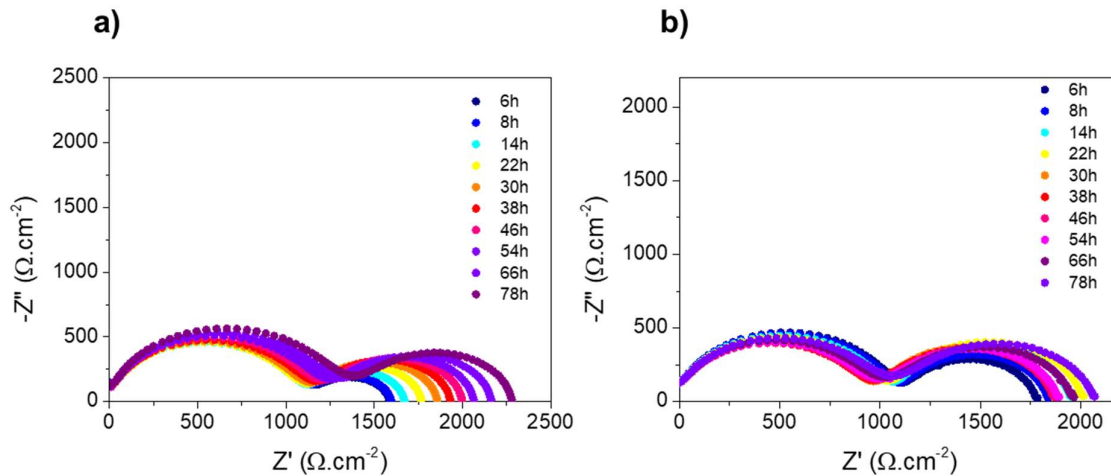 a)
2500
2000
1500
1000
500
0
-Z" (Ω.cm⁻²)
0 500 1000 1500 2000 2500
Z' (Ω.cm⁻²)
6h
8h
14h
22h
30h
38h
46h
54h
66h
78h
b)
2000
1500
1000
500
0
-Z" (Ω.cm⁻²)
0 500 1000 1500 2000
Z' (Ω.cm⁻²)
6h
8h
14h
22h
30h
38h
46h
54h
66h
78h